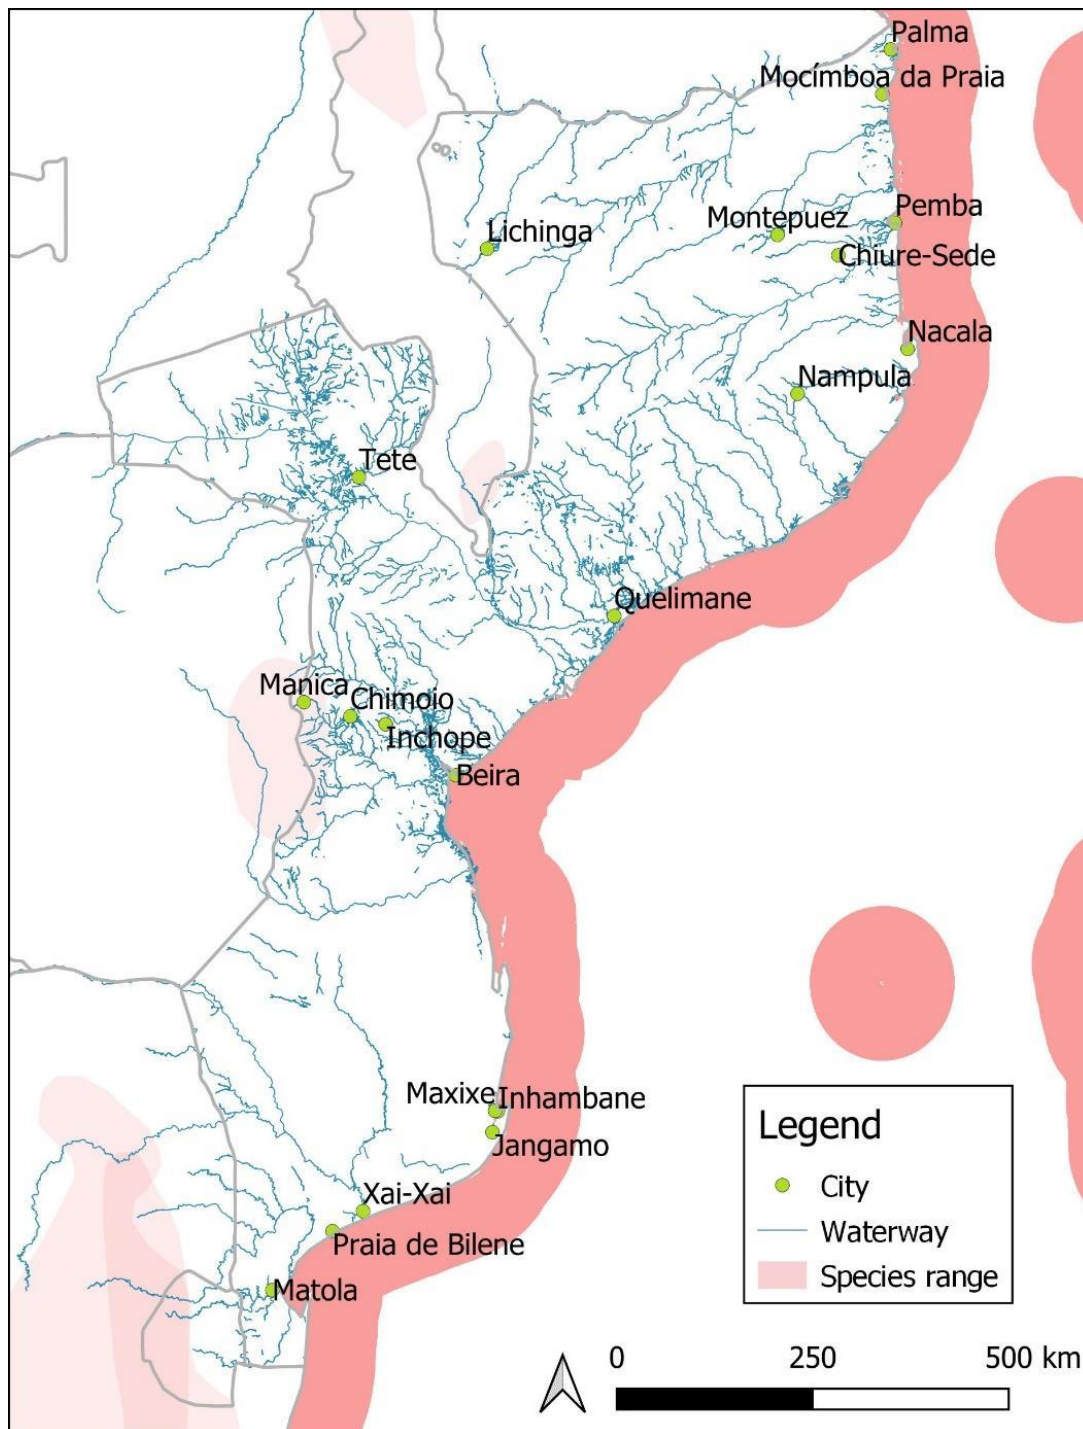 Palma
Mocímboa da Praia
Pemba
Montepuez
Lichinga
Chiure-Sede
Nacala
Nampula
Tete
Quelimane
Manica
Chimoio
Inchope
Beira
Maxixe
Inhambane
Jangamo
Xai-Xai
Praia de Bilene
Matola
Legend
City
Waterway
Species range
0 250 500 km